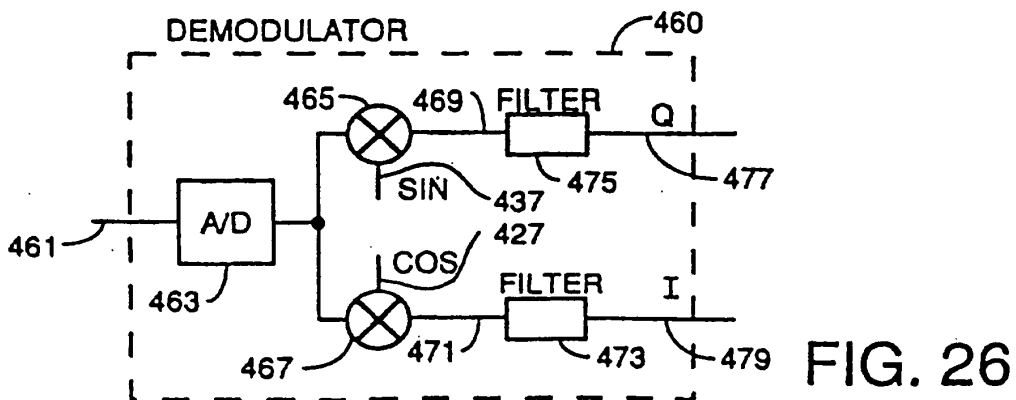 DEMODULATOR
460
465
469
FILTER
Q
SIN
437
475
477
461
A/D
463
427
COS
FILTER
I
467
471
473
479
FIG. 26